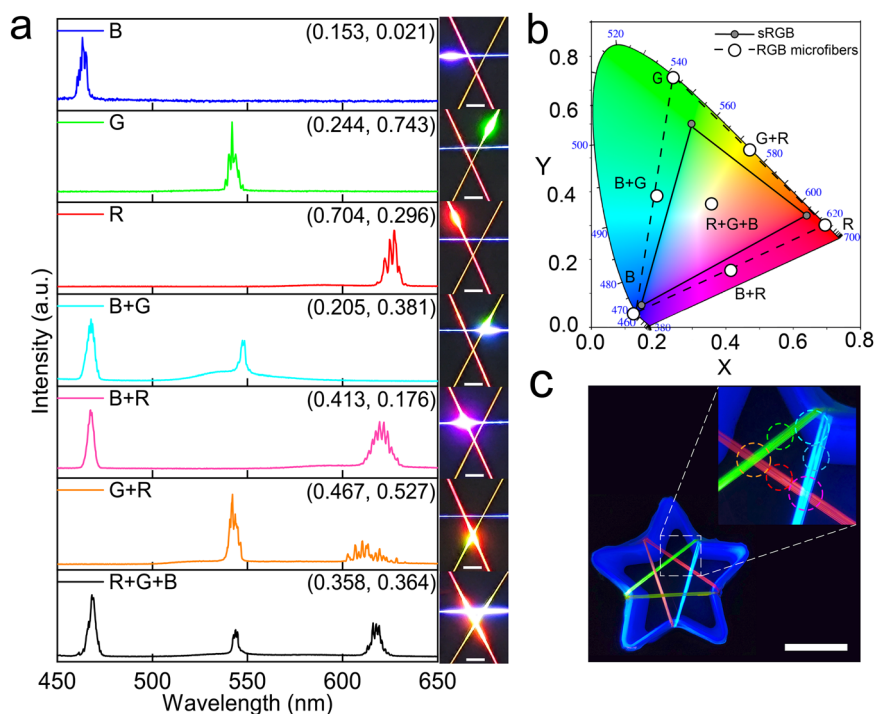 a
B
(0.153, 0.021)
G
(0.244, 0.743)
R
(0.704, 0.296)
B+G
(0.205, 0.381)
B+R
(0.413, 0.176)
G+R
(0.467, 0.527)
R+G+B
(0.358, 0.364)
Intensity (a.u.)
450 500 550 600 650
Wavelength (nm)
b
sRGB
RGB microfibers
0.8
0.6
0.4
0.2
0.0
Y
520
540
560
500
580
600
490
620
480
700
470
460
380
G
G+R
B+G
R+G+B
R
B
B+R
0.0 0.2 0.4 0.6 0.8
X
c